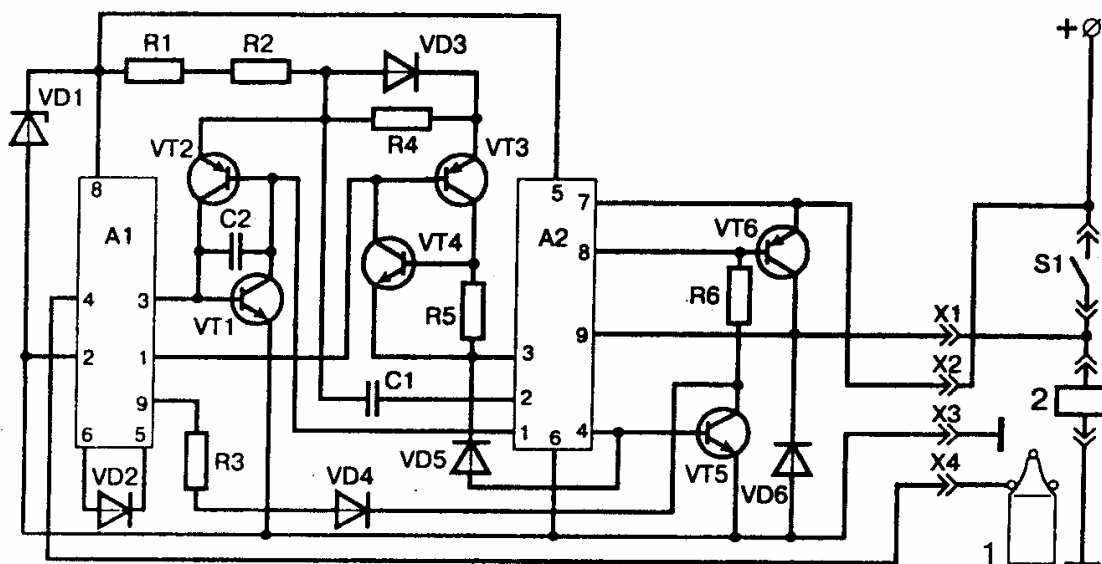 +
R1 R2 VD3
VD1
R4
VT2 VT3
8 5 7
A1 C2 A2 VT6
VT4 8
S1
4 3 R6
VT1 R5 9 X1
2 1 3
X2
C1 2
9 2
1 X3
6 5 6 4
R3 VD5 X4
VD2 VD4 VT5 VD6
1